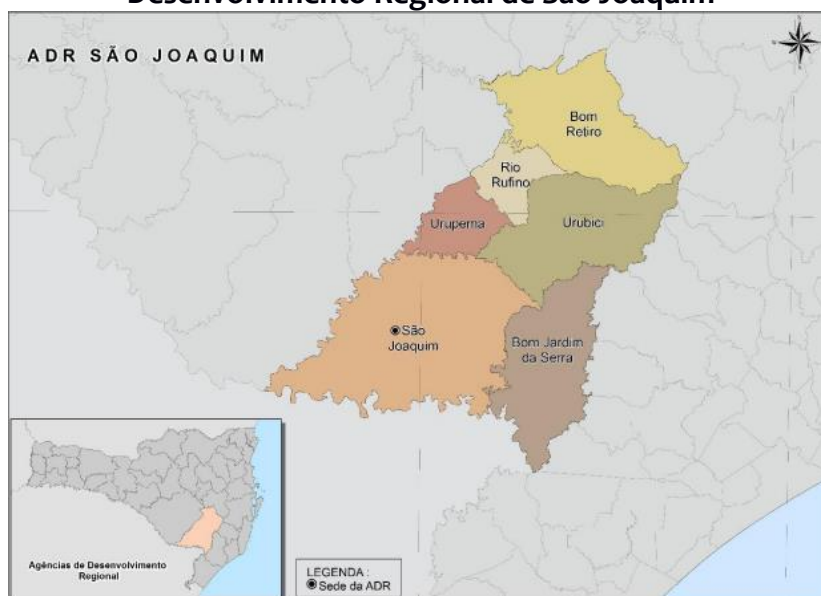 Desenvolvimento Regional de São Joaquim
ADR SÃO JOAQUIM
Bom
Retiro
Rio
Rufino
Urupema
Urubici
São
Joaquim
Bom Jardim
da Serra
Agências de Desenvolvimento
Regional
LEGENDA :
Sede da ADR